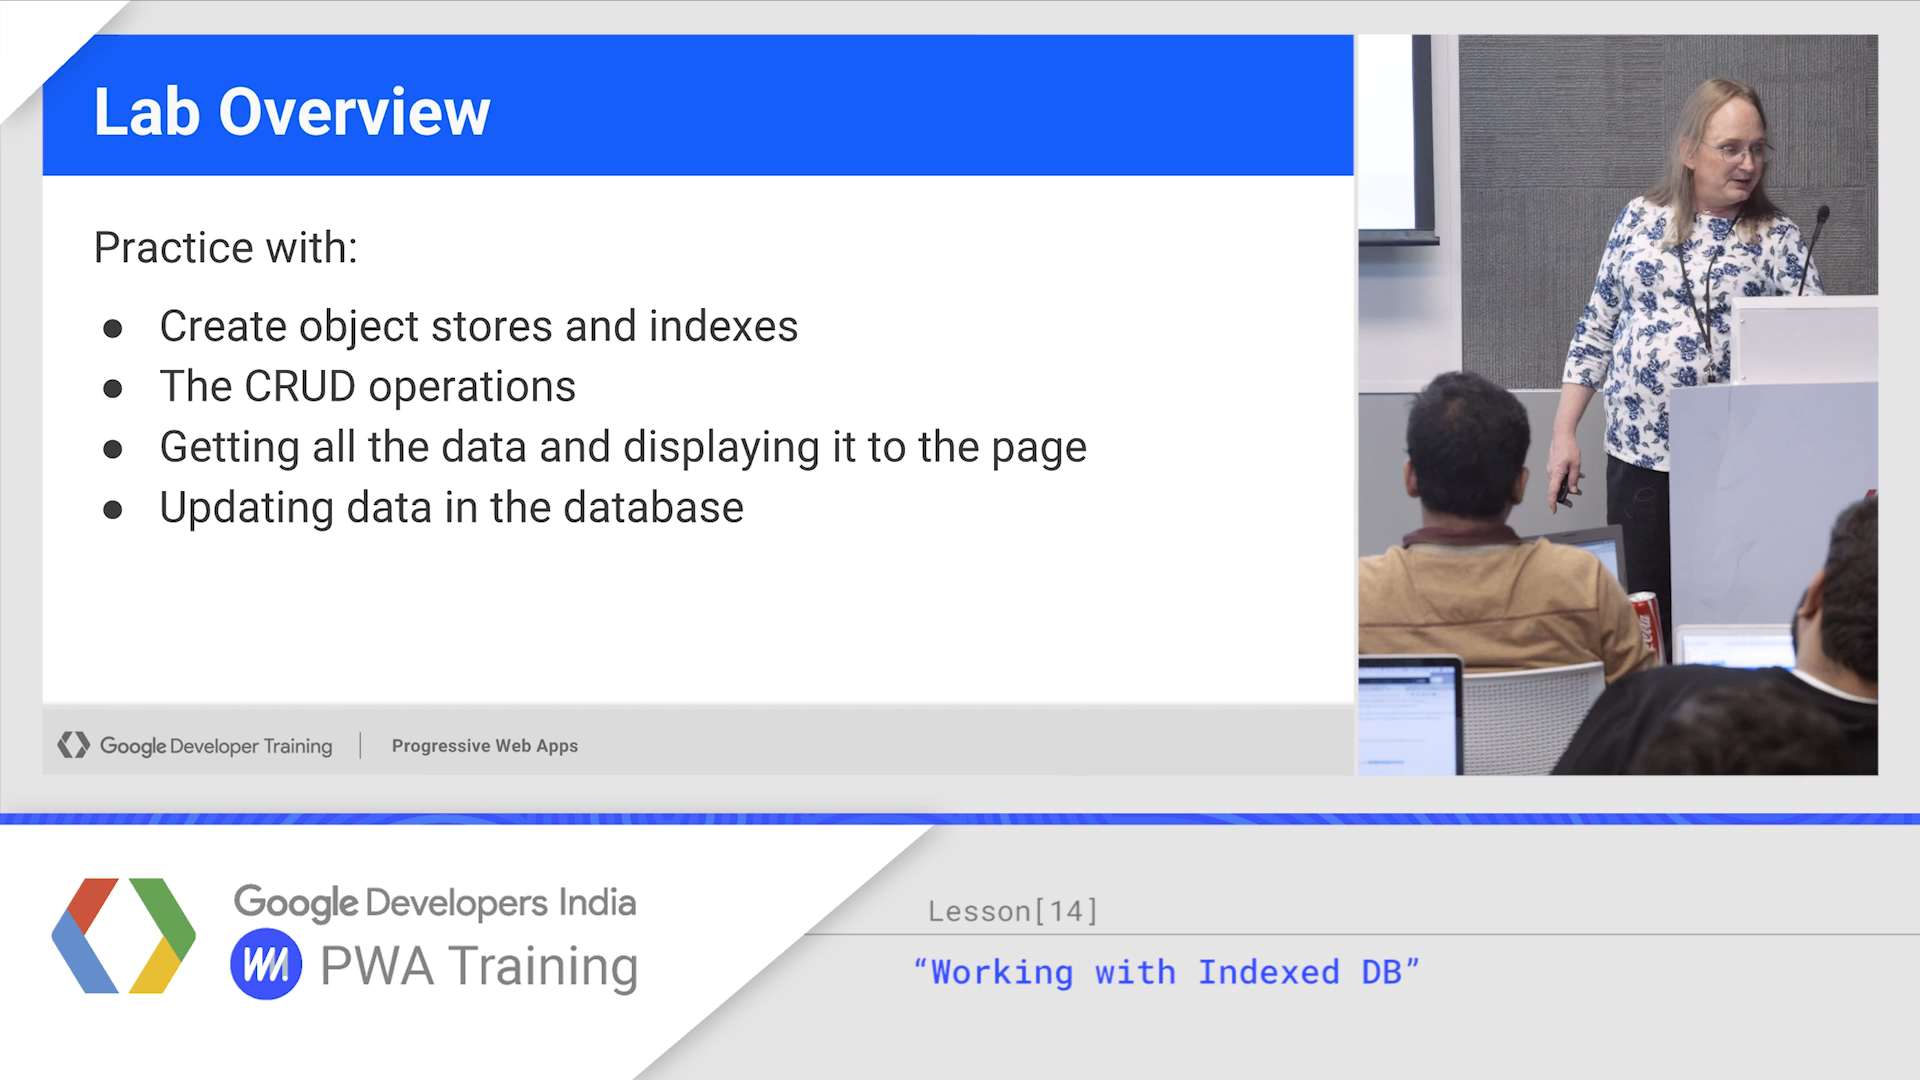 Lab Overview
Practice with:
● Create object stores and indexes
● The CRUD operations
● Getting all the data and displaying it to the page
● Updating data in the database
Google Developer Training | Progressive Web Apps
Google Developers India
PWA Training
Lesson[14]
“Working with Indexed DB”